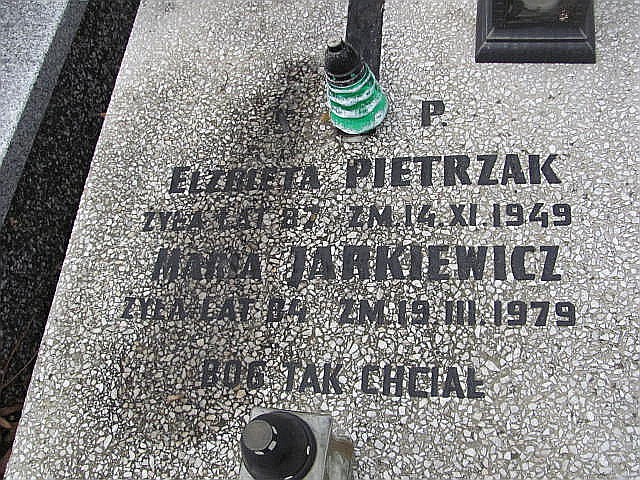 Ś. P.
ELŻBIETA PIETRZAK
ŻYŁA LAT 87 ZM. 14. XI. 1949
MARIA JARKIEWICZ
ŻYŁA LAT 84 ZM. 19. III. 1979
BÓG TAK CHCIAŁ